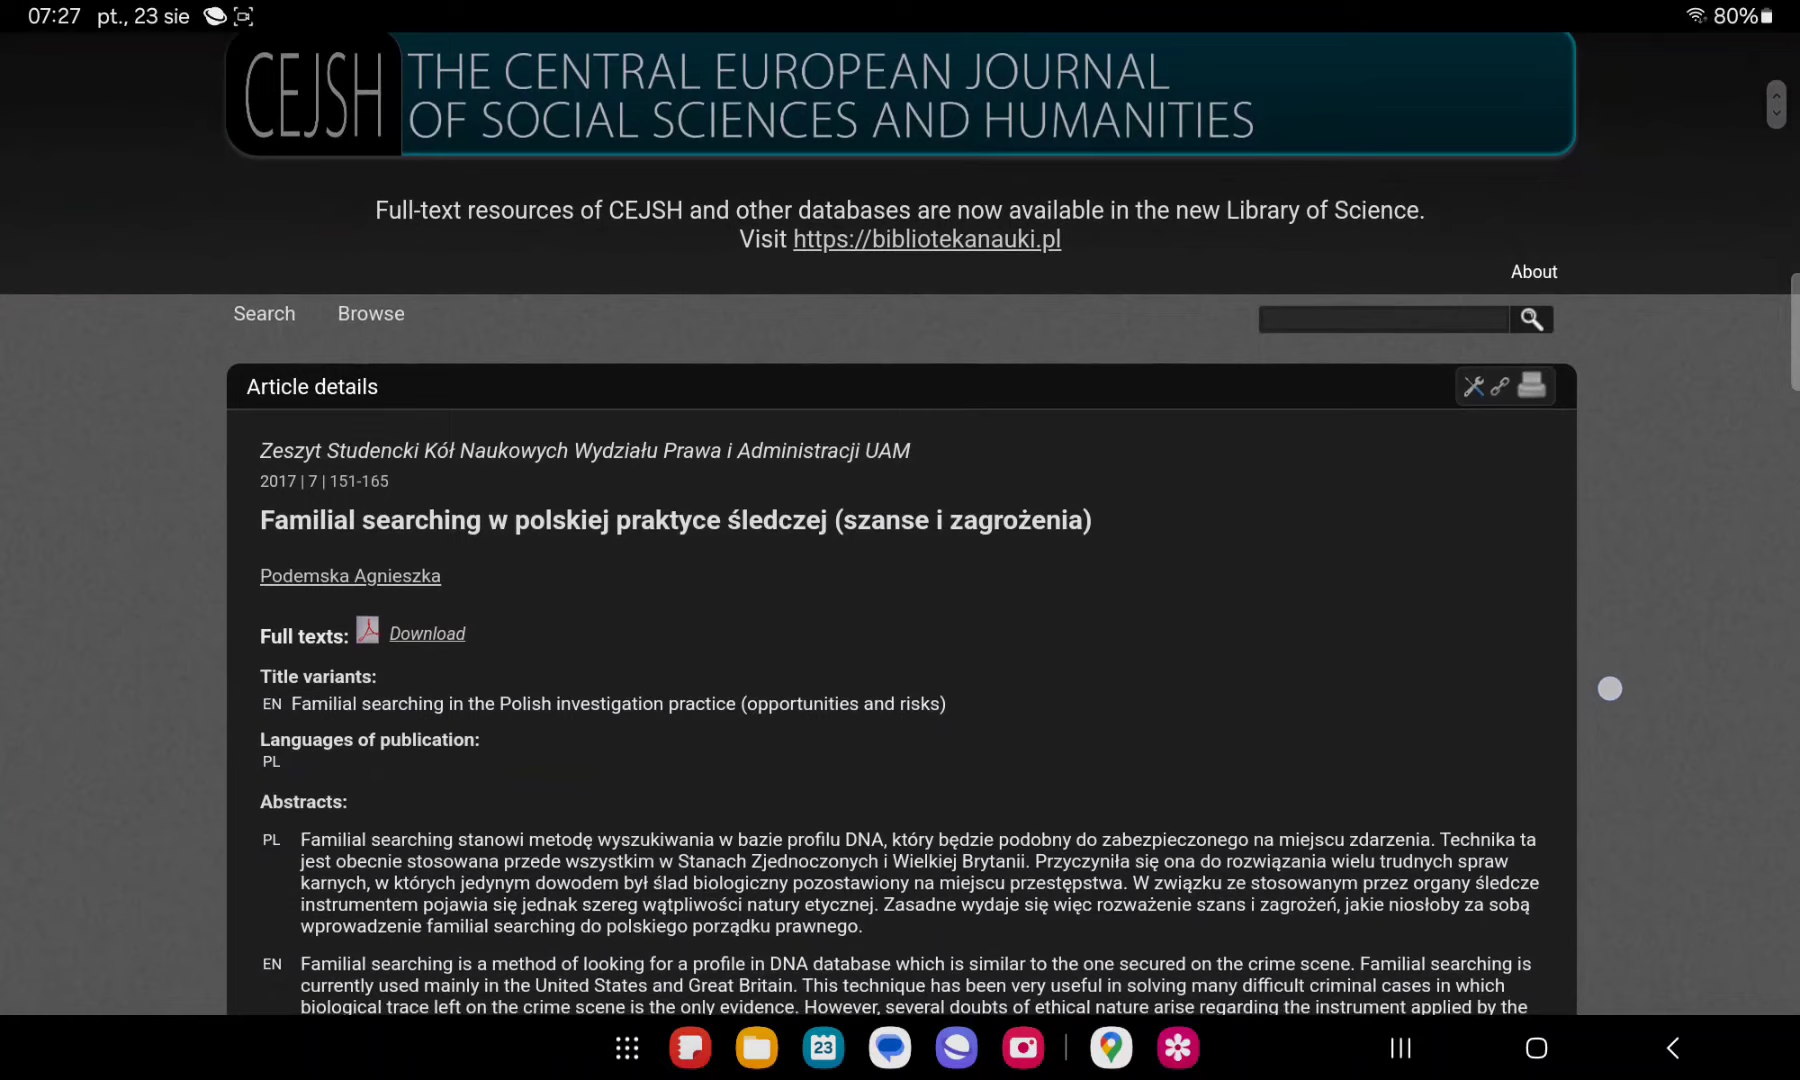 07:27 pt., 23 sie
80%
CEJSH
THE CENTRAL EUROPEAN JOURNAL
OF SOCIAL SCIENCES AND HUMANITIES
Full-text resources of CEJSH and other databases are now available in the new Library of Science.
Visit https://bibliotekanauki.pl
About
Search Browse
Article details
Zeszyt Studencki Kół Naukowych Wydziału Prawa i Administracji UAM
2017 | 7 | 151-165
Familial searching w polskiej praktyce śledczej (szanse i zagrożenia)
Podemska Agnieszka
Full texts: Download
Title variants:
EN Familial searching in the Polish investigation practice (opportunities and risks)
Languages of publication:
PL
Abstracts:
PL Familial searching stanowi metodę wyszukiwania w bazie profilu DNA, który będzie podobny do zabezpieczonego na miejscu zdarzenia. Technika ta
jest obecnie stosowana przede wszystkim w Stanach Zjednoczonych i Wielkiej Brytanii. Przyczyniła się ona do rozwiązania wielu trudnych spraw
karnych, w których jedynym dowodem był ślad biologiczny pozostawiony na miejscu przestępstwa. W związku ze stosowanym przez organy śledcze
instrumentem pojawia się jednak szereg wątpliwości natury etycznej. Zasadne wydaje się więc rozważenie szans i zagrożeń, jakie niosłoby za sobą
wprowadzenie familial searching do polskiego porządku prawnego.
EN Familial searching is a method of looking for a profile in DNA database which is similar to the one secured on the crime scene. Familial searching is
currently used mainly in the United States and Great Britain. This technique has been very useful in solving many difficult criminal cases in which
biological trace left on the crime scene is the only evidence. However, several doubts of ethical nature arise regarding the instrument applied by the
23